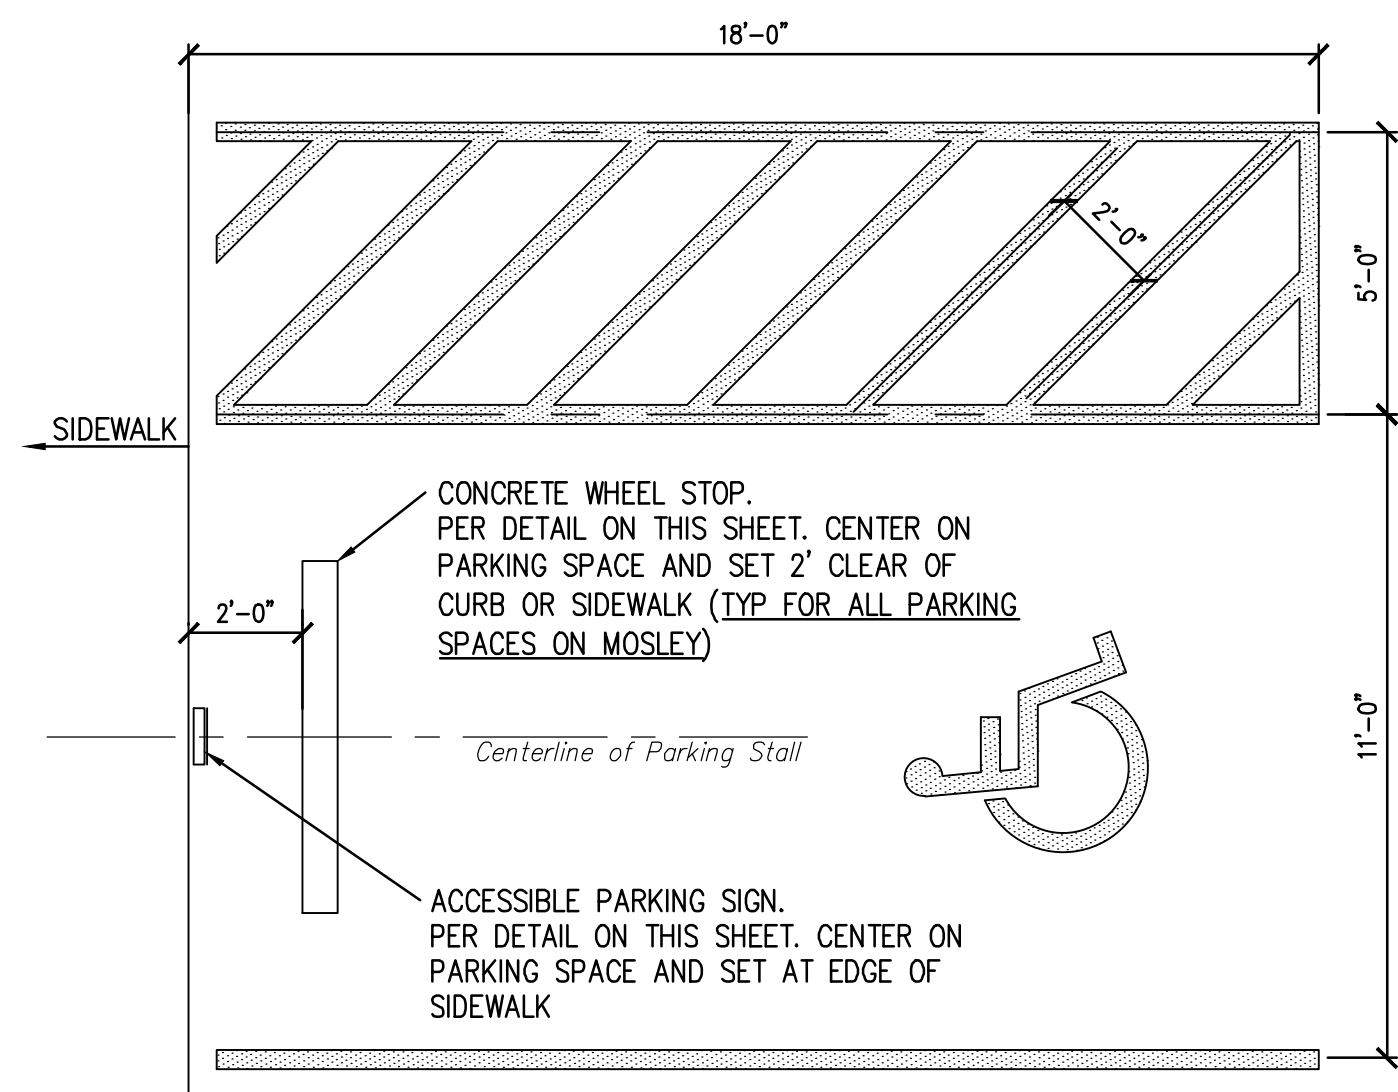 18'-0"
2'-0"
5'-0"
SIDEWALK
CONCRETE WHEEL STOP.
PER DETAIL ON THIS SHEET. CENTER ON
PARKING SPACE AND SET 2' CLEAR OF
CURB OR SIDEWALK (TYP FOR ALL PARKING
SPACES ON MOSLEY)
2'-0"
11'-0"
Centerline of Parking Stall
ACCESSIBLE PARKING SIGN.
PER DETAIL ON THIS SHEET. CENTER ON
PARKING SPACE AND SET AT EDGE OF
SIDEWALK